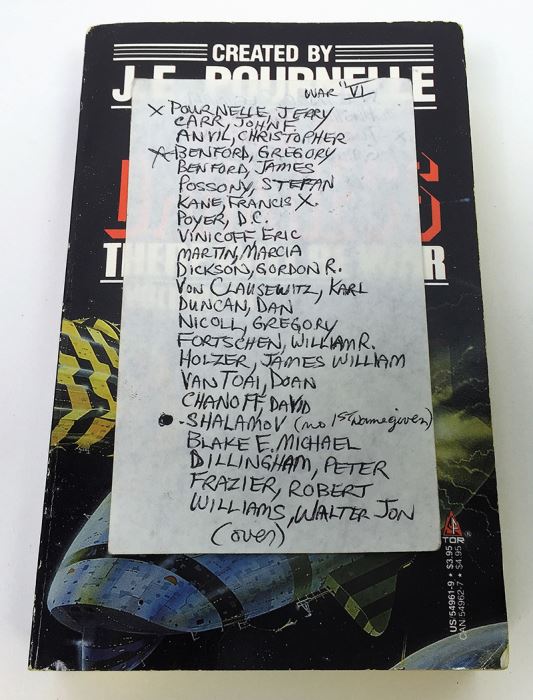 CREATED BY
J.E. POURNELLE
WAR VI
X POURNELLE, JERRY
CARR, JOHN F
ANVIL, CHRISTOPHER
X BENFORD, GREGORY
BENFORD, JAMES
POSSONY, STEFAN
KANE, FRANCIS X.
POYER, D.C.
VINICOFF ERIC
MARTIN, MARCIA
DICKSON, GORDON R.
VON CLAUSEWITZ, KARL
DUNCAN, DAN
NICOLL, GREGORY
FORTSCHEN, WILLIAM R.
HOLZER, JAMES WILLIAM
VAN TOAI, DOAN
CHANOFF, DAVID
SHALAMOV (no 1st name given)
BLAKE E. MICHAEL
DILLINGHAM, PETER
FRAZIER, ROBERT
WILLIAMS, WALTER JON
(over)
TOR
US/54961-9 • $3.95
CAN 54962-7 • $4.95